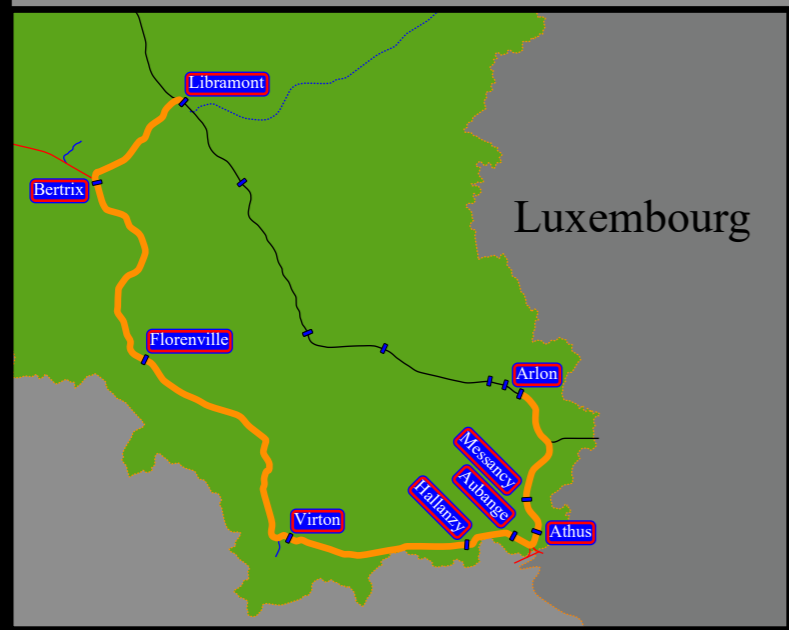 Libramont
Bertrix
Luxembourg
Florenville
Arlon
Messancy
Aubange
Hallanzy
Virton
Athus